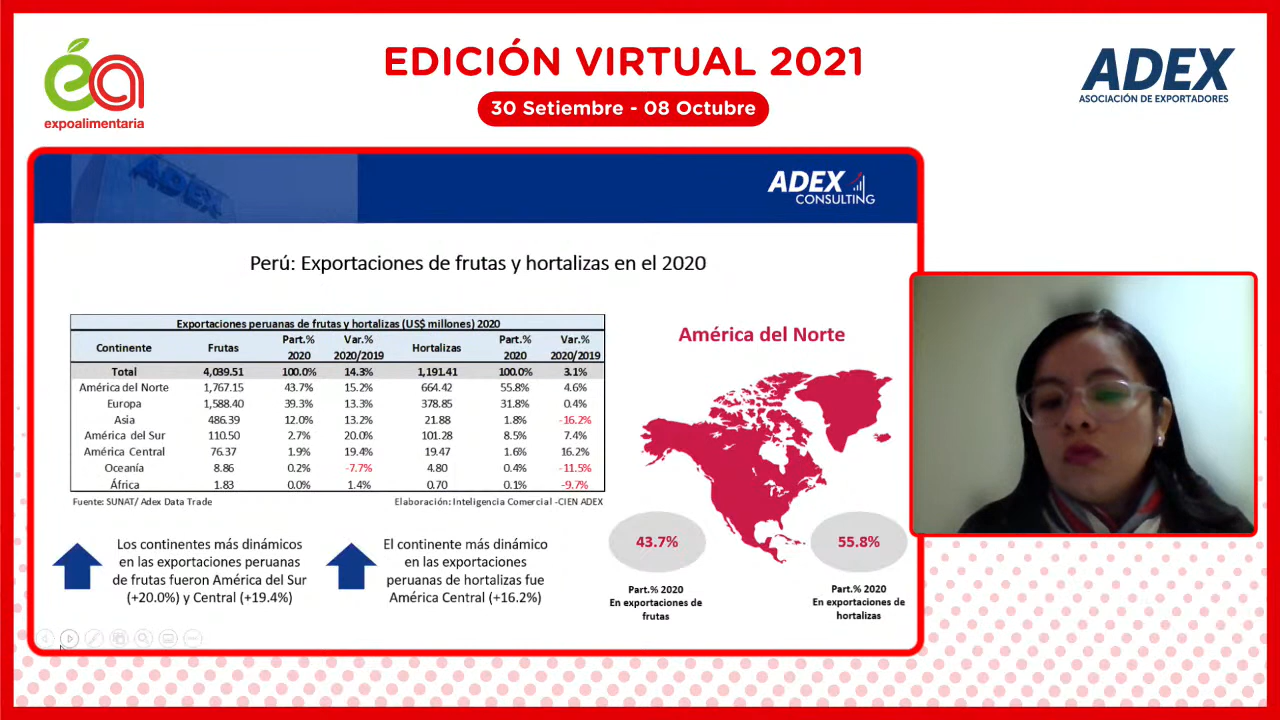 EDICIÓN VIRTUAL 2021
30 Setiembre - 08 Octubre
éa
expoalimentaria
ADEX
ASOCIACIÓN DE EXPORTADORES
ADEX
ADEX
CONSULTING
Perú: Exportaciones de frutas y hortalizas en el 2020
Exportaciones peruanas de frutas y hortalizas (US$ millones) 2020
Continente Frutas Part.% 2020 Var.% 2020/2019 Hortalizas Part.% 2020 Var.% 2020/2019
Total 4,039.51 100.0% 14.3% 1,191.41 100.0% 3.1%
América del Norte 1,767.15 43.7% 15.2% 664.42 55.8% 4.6%
Europa 1,588.40 39.3% 13.3% 378.85 31.8% 0.4%
Asia 486.39 12.0% 13.2% 21.88 1.8% -16.2%
América del Sur 110.50 2.7% 20.0% 101.28 8.5% 7.4%
América Central 76.37 1.9% 19.4% 19.47 1.6% 16.2%
Oceanía 8.86 0.2% -7.7% 4.80 0.4% -11.5%
África 1.83 0.0% 1.4% 0.70 0.1% -9.7%
Fuente: SUNAT/ Adex Data Trade Elaboración: Inteligencia Comercial -CIEN ADEX
Los continentes más dinámicos
en las exportaciones peruanas
de frutas fueron América del Sur
(+20.0%) y Central (+19.4%)
El continente más dinámico
en las exportaciones
peruanas de hortalizas fue
América Central (+16.2%)
América del Norte
43.7%
Part.% 2020
En exportaciones de
frutas
55.8%
Part.% 2020
En exportaciones de
hortalizas